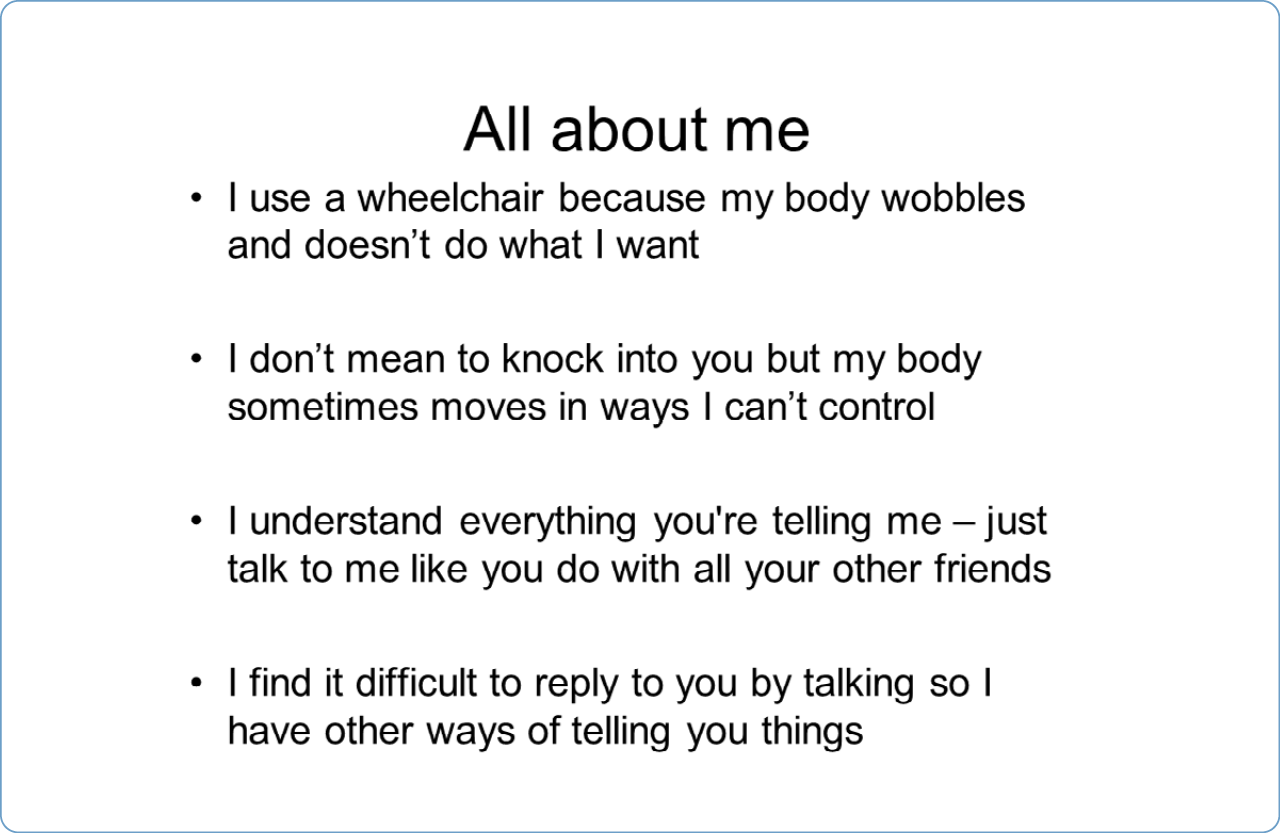 All about me
• I use a wheelchair because my body wobbles
and doesn’t do what I want
• I don’t mean to knock into you but my body
sometimes moves in ways I can’t control
• I understand everything you're telling me – just
talk to me like you do with all your other friends
• I find it difficult to reply to you by talking so I
have other ways of telling you things